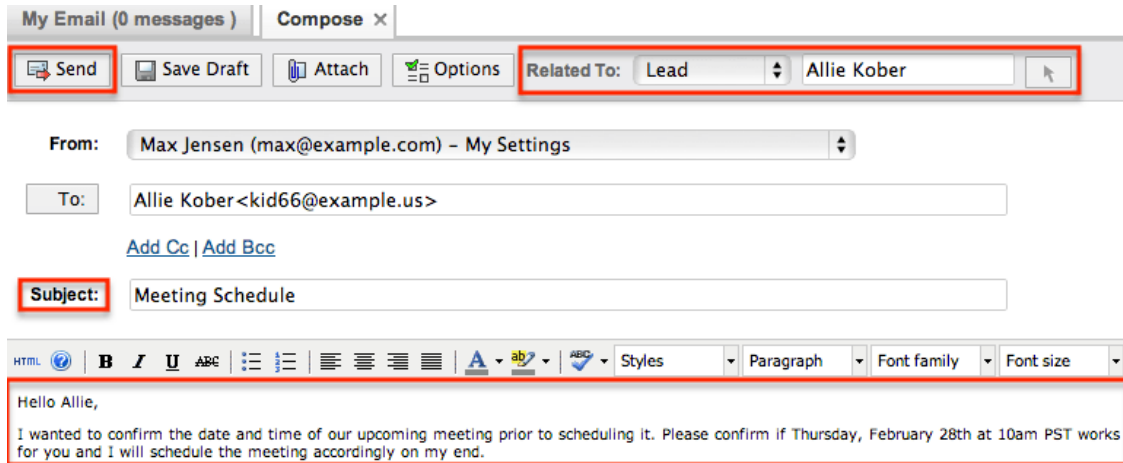 My Email (0 messages ) Compose ×
Send Save Draft Attach Options Related To: Lead Allie Kober
From: Max Jensen (max@example.com) – My Settings
To: Allie Kober<kid66@example.us>
Add Cc | Add Bcc
Subject: Meeting Schedule
HTML B I U ABC A ab ABC Styles Paragraph Font family Font size
Hello Allie,
I wanted to confirm the date and time of our upcoming meeting prior to scheduling it. Please confirm if Thursday, February 28th at 10am PST works
for you and I will schedule the meeting accordingly on my end.